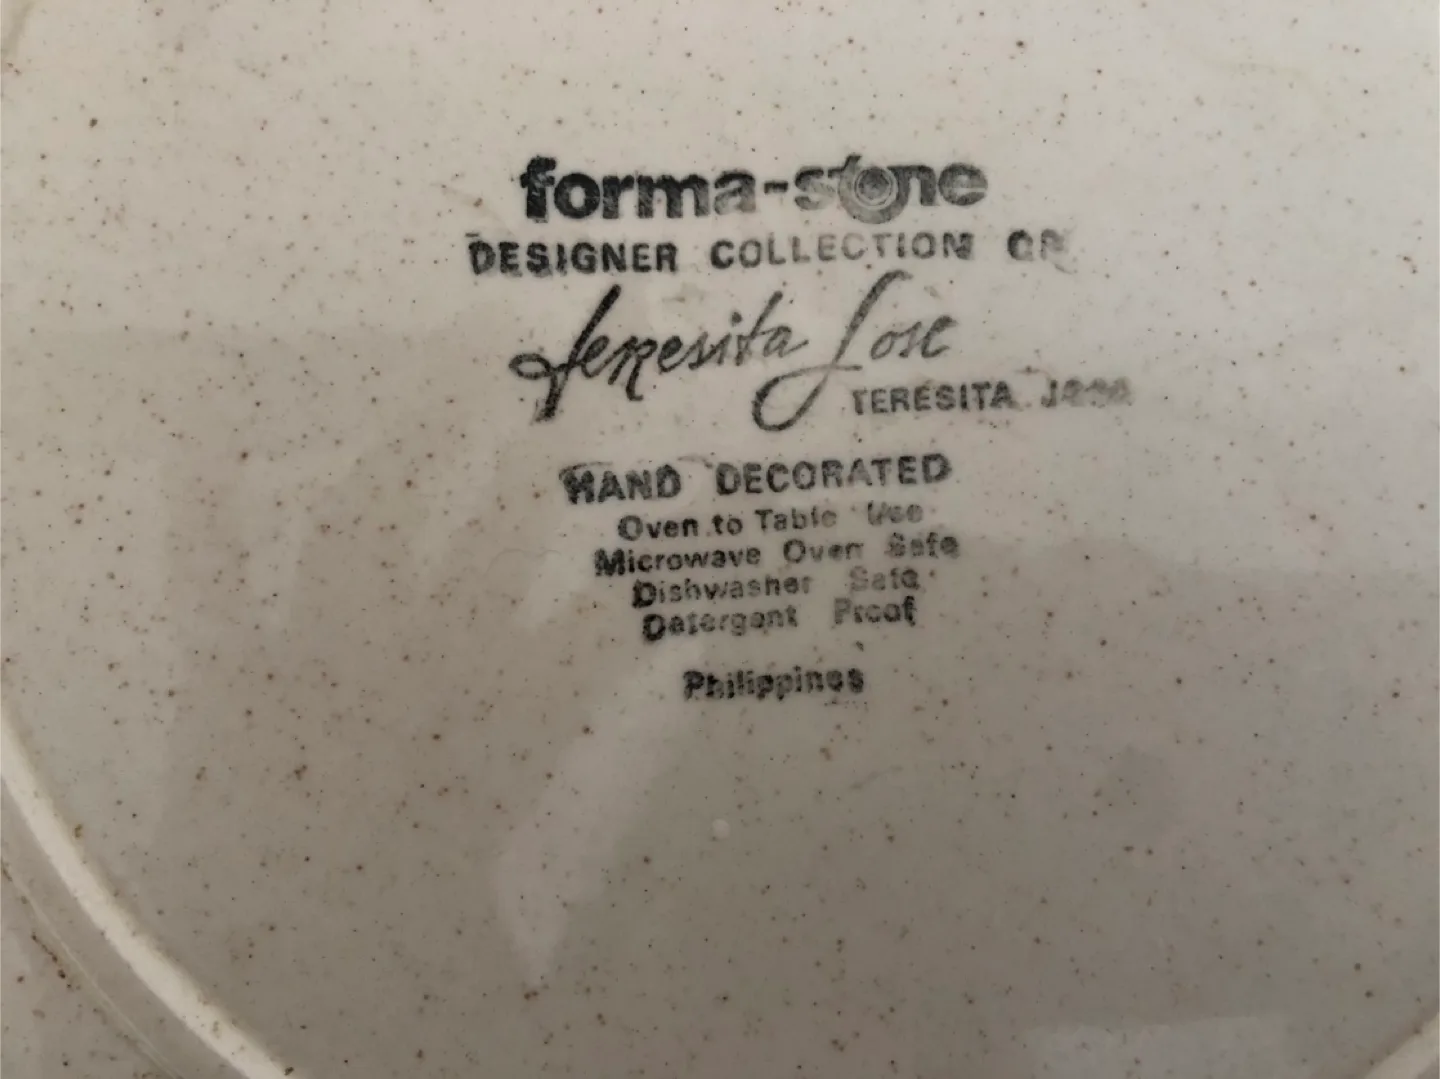 forma-stone
DESIGNER COLLECTION OF
Teresita Jose
TERESITA JOSE
HAND DECORATED
Oven to Table Use
Microwave Oven Safe
Dishwasher Safe
Detergent Proof
Philippines